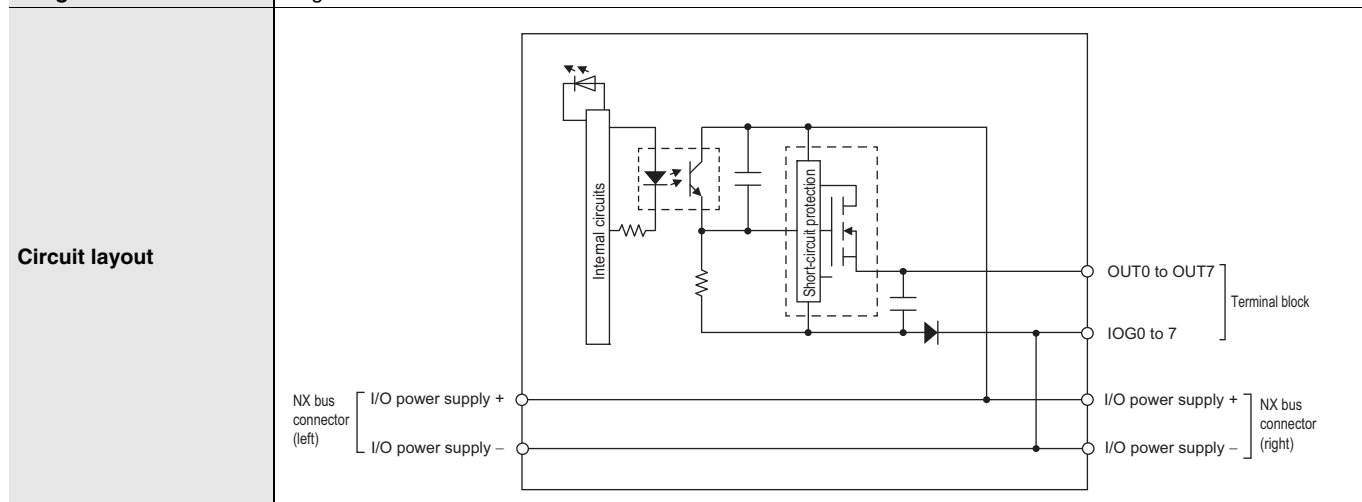 Circuit layout
Internal circuits
Short-circuit protection
OUT0 to OUT7
Terminal block
IOG0 to 7
NX bus
connector
(left)
I/O power supply +
I/O power supply –
I/O power supply +
I/O power supply –
NX bus
connector
(right)